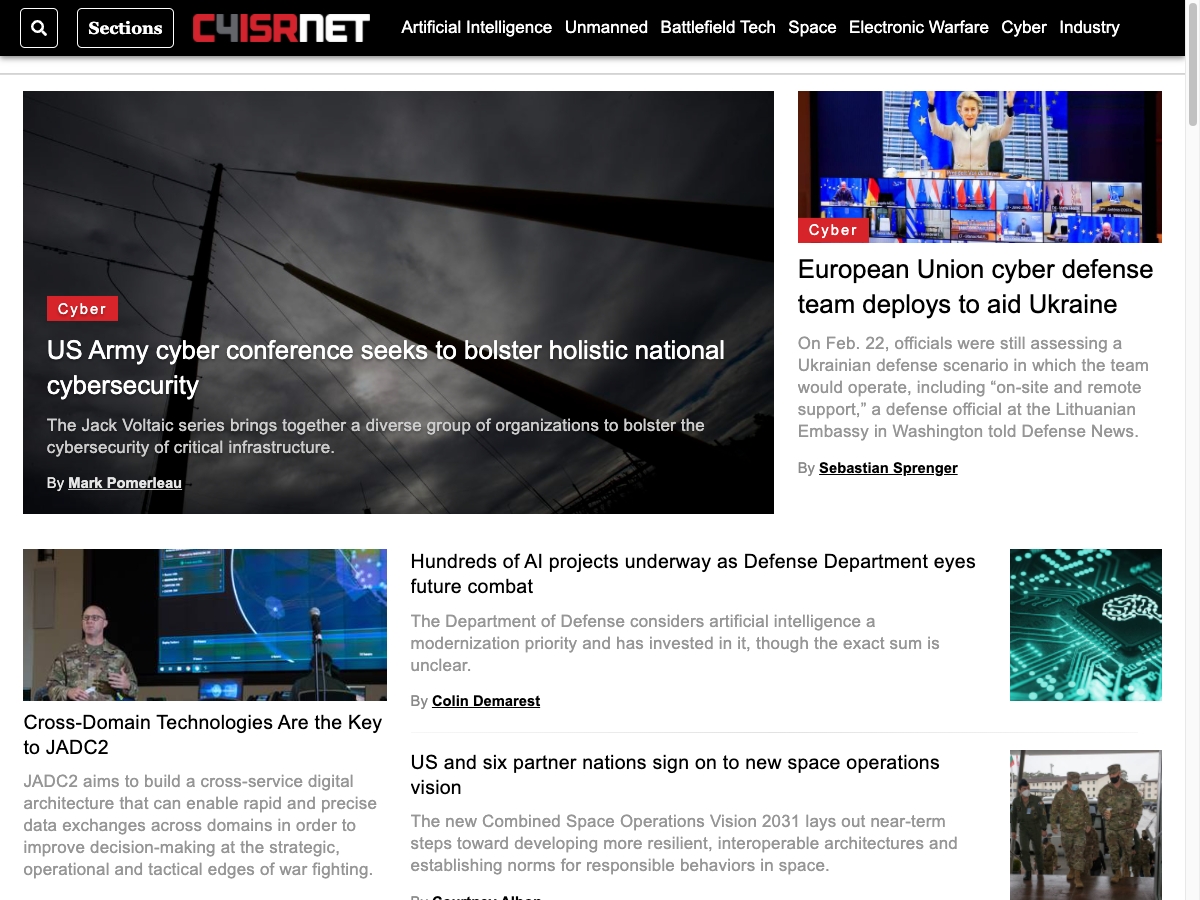 Sections
C4ISRNET
Artificial Intelligence
Unmanned
Battlefield Tech
Space
Electronic Warfare
Cyber
Industry
Cyber
US Army cyber conference seeks to bolster holistic national
cybersecurity
The Jack Voltaic series brings together a diverse group of organizations to bolster the
cybersecurity of critical infrastructure.
By Mark Pomerleau
Cyber
European Union cyber defense
team deploys to aid Ukraine
On Feb. 22, officials were still assessing a
Ukrainian defense scenario in which the team
would operate, including “on-site and remote
support,” a defense official at the Lithuanian
Embassy in Washington told Defense News.
By Sebastian Sprenger
Cross-Domain Technologies Are the Key
to JADC2
JADC2 aims to build a cross-service digital
architecture that can enable rapid and precise
data exchanges across domains in order to
improve decision-making at the strategic,
operational and tactical edges of war fighting.
Hundreds of AI projects underway as Defense Department eyes
future combat
The Department of Defense considers artificial intelligence a
modernization priority and has invested in it, though the exact sum is
unclear.
By Colin Demarest
US and six partner nations sign on to new space operations
vision
The new Combined Space Operations Vision 2031 lays out near-term
steps toward developing more resilient, interoperable architectures and
establishing norms for responsible behaviors in space.
By Courtney Albon